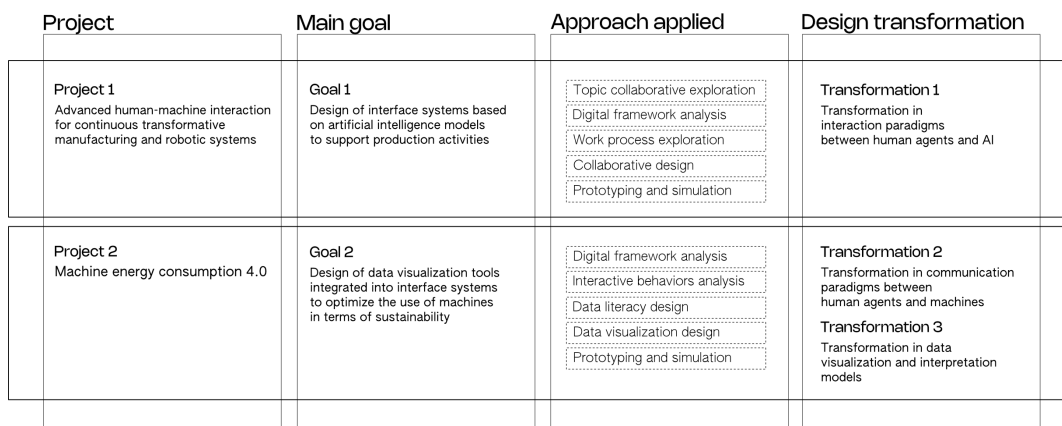 Project
Main goal
Approach applied
Design transformation
Project 1
Advanced human-machine interaction
for continuous transformative
manufacturing and robotic systems
Goal 1
Design of interface systems based
on artificial intelligence models
to support production activities
Topic collaborative exploration
Digital framework analysis
Work process exploration
Collaborative design
Prototyping and simulation
Transformation 1
Transformation in
interaction paradigms
between human agents and AI
Project 2
Machine energy consumption 4.0
Goal 2
Design of data visualization tools
integrated into interface systems
to optimize the use of machines
in terms of sustainability
Digital framework analysis
Interactive behaviors analysis
Data literacy design
Data visualization design
Prototyping and simulation
Transformation 2
Transformation in communication
paradigms between
human agents and machines
Transformation 3
Transformation in data
visualization and interpretation
models